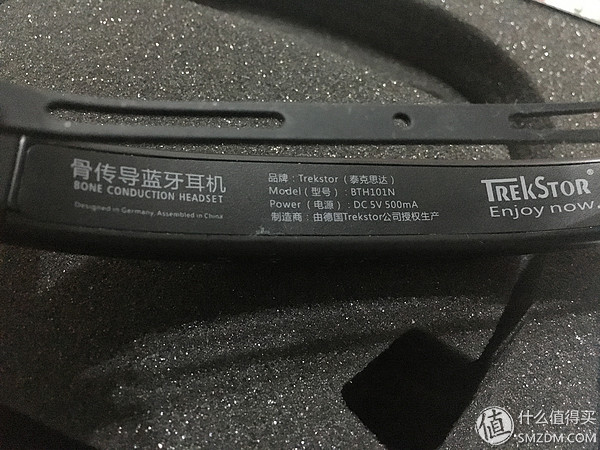 骨传导蓝牙耳机
BONE CONDUCTION HEADSET
Designed in Germany, Assembled in China
品牌：Trekstor（泰克思达）
Model（型号）：BTH101N
Power（电源）：DC 5V 500mA
制造商：由德国Trekstor公司授权生产
TREKSTOR
Enjoy now.
值 什么值得买
SMZDM.COM